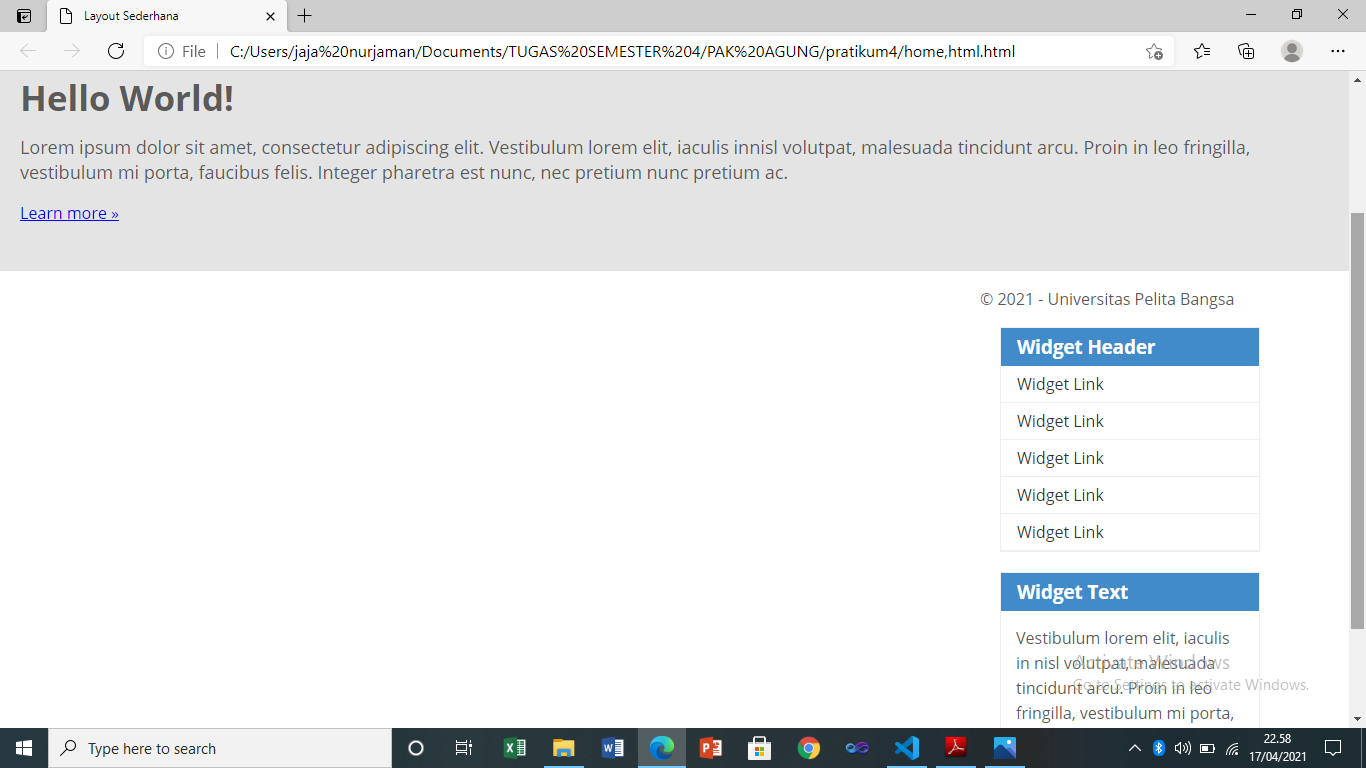 Layout Sederhana
File
C:/Users/jaja%20nurjaman/Documents/TUGAS%20SEMESTER%204/PAK%20AGUNG/pratikum4/home,html.html
Hello World!
Lorem ipsum dolor sit amet, consectetur adipiscing elit. Vestibulum lorem elit, iaculis innisl volutpat, malesuada tincidunt arcu. Proin in leo fringilla,
vestibulum mi porta, faucibus felis. Integer pharetra est nunc, nec pretium nunc pretium ac.
Learn more »
© 2021 - Universitas Pelita Bangsa
Widget Header
Widget Link
Widget Link
Widget Link
Widget Link
Widget Link
Widget Text
Vestibulum lorem elit, iaculis
in nisl volutpat, malesuada
tincidunt arcu. Proin in leo
fringilla, vestibulum mi porta,
Activate Windows
Go to Settings to activate Windows.
Type here to search
22.58
17/04/2021